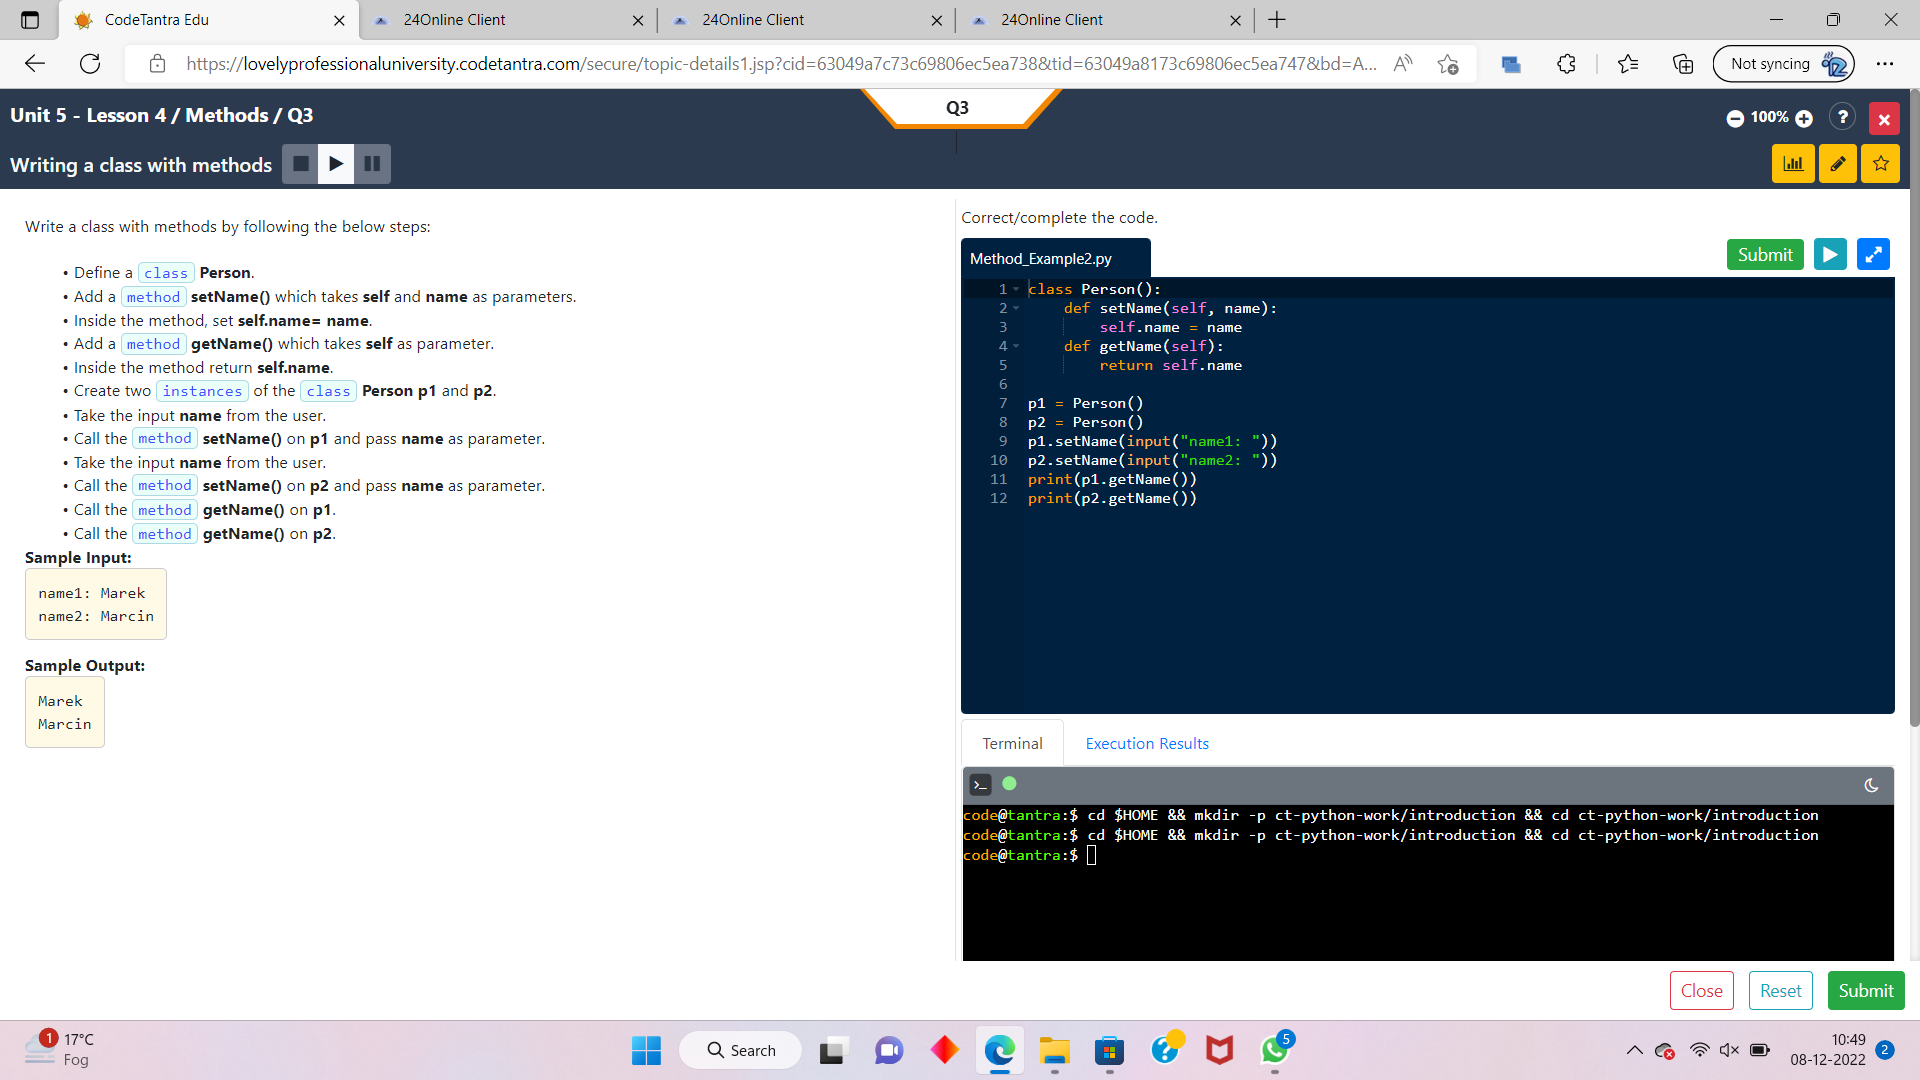 CodeTantra Edu
24Online Client
24Online Client
24Online Client
https://lovelyprofessionaluniversity.codetantra.com/secure/topic-details1.jsp?cid=63049a7c73c69806ec5ea738&tid=63049a8173c69806ec5ea747&bd=A...
Not syncing
Unit 5 - Lesson 4 / Methods / Q3
Q3
100%
?
Writing a class with methods
Write a class with methods by following the below steps:
• Define a class Person.
• Add a method setName() which takes self and name as parameters.
• Inside the method, set self.name= name.
• Add a method getName() which takes self as parameter.
• Inside the method return self.name.
• Create two instances of the class Person p1 and p2.
• Take the input name from the user.
• Call the method setName() on p1 and pass name as parameter.
• Take the input name from the user.
• Call the method setName() on p2 and pass name as parameter.
• Call the method getName() on p1.
• Call the method getName() on p2.
Sample Input:
name1: Marek
name2: Marcin
Sample Output:
Marek
Marcin
Correct/complete the code.
Method_Example2.py
Submit
1 class Person():
2 def setName(self, name):
3 self.name = name
4 def getName(self):
5 return self.name
6
7 p1 = Person()
8 p2 = Person()
9 p1.setName(input("name1: "))
10 p2.setName(input("name2: "))
11 print(p1.getName())
12 print(p2.getName())
Terminal
Execution Results
code@tantra:$ cd $HOME && mkdir -p ct-python-work/introduction && cd ct-python-work/introduction
code@tantra:$ cd $HOME && mkdir -p ct-python-work/introduction && cd ct-python-work/introduction
code@tantra:$
Close
Reset
Submit
1
17°C
Fog
Search
5
10:49
08-12-2022
2